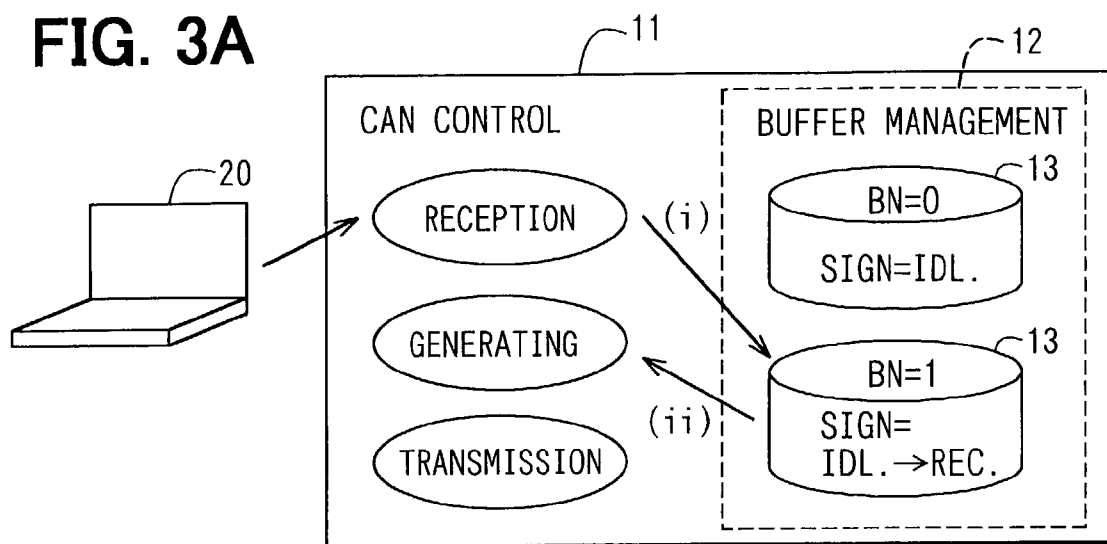 FIG. 3A
11
12
CAN CONTROL
BUFFER MANAGEMENT
20
13
RECEPTION
(i)
BN=0
SIGN=IDL.
GENERATING
13
BN=1
(ii)
SIGN=
IDL.→REC.
TRANSMISSION